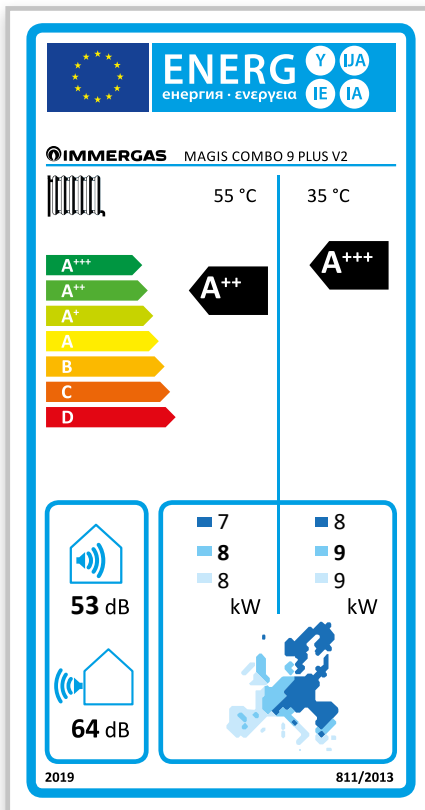 ENERG Y IJA
енергия · ενεργεια IE IA
IMMERGAS MAGIS COMBO 9 PLUS V2
55 °C 35 °C
A+++
A++
A+
A
B
C
D
A++
A+++
53 dB
64 dB
7 8
8 9
8 9
kW kW
2019 811/2013